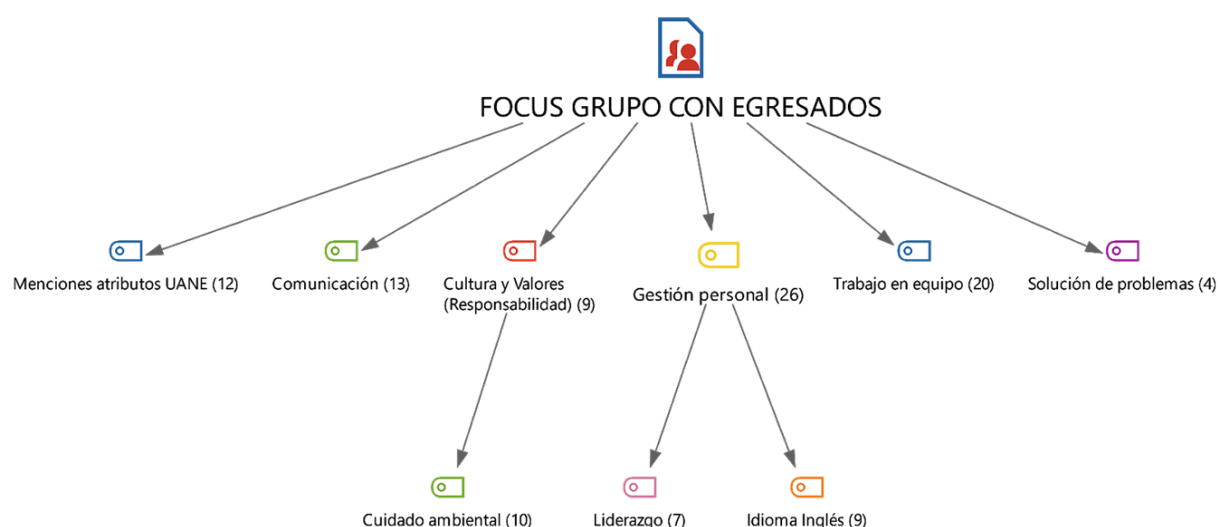 FOCUS GRUPO CON EGRESADOS
Menciones atributos UANE (12)
Comunicación (13)
Cultura y Valores
(Responsabilidad) (9)
Gestión personal (26)
Trabajo en equipo (20)
Solución de problemas (4)
Cuidado ambiental (10)
Liderazgo (7)
Idioma Inglés (9)